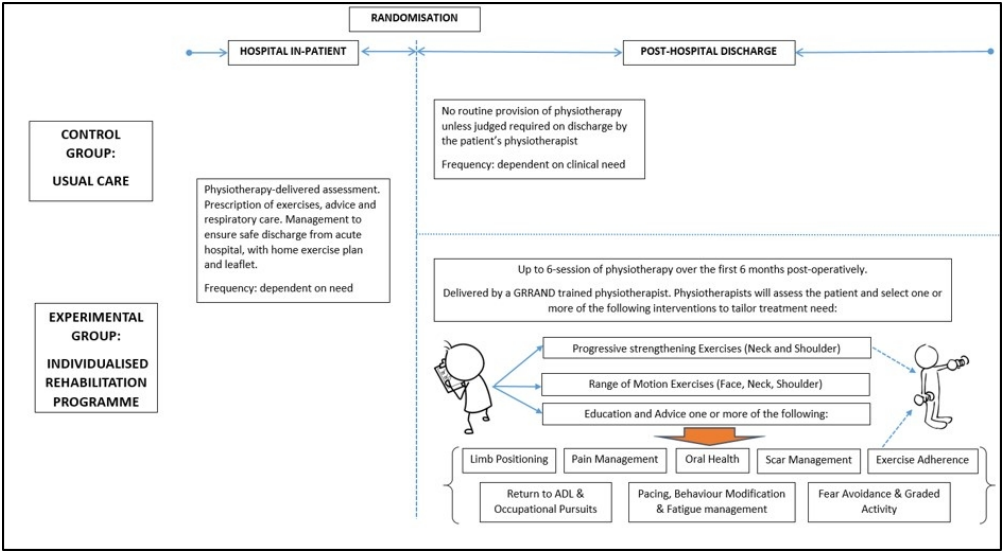 RANDOMISATION
HOSPITAL IN-PATIENT
POST-HOSPITAL DISCHARGE
CONTROL
GROUP:
USUAL CARE
No routine provision of physiotherapy
unless judged required on discharge by
the patient's physiotherapist
Frequency: dependent on clinical need
Physiotherapy-delivered assessment.
Prescription of exercises, advice and
respiratory care. Management to
ensure safe discharge from acute
hospital, with home exercise plan
and leaflet.
Frequency: dependent on need
EXPERIMENTAL
GROUP:
INDIVIDUALISED
REHABILITATION
PROGRAMME
Up to 6-session of physiotherapy over the first 6 months post-operatively.
Delivered by a GRRAND trained physiotherapist. Physiotherapists will assess the patient and select one or
more of the following interventions to tailor treatment need:
Progressive strengthening Exercises (Neck and Shoulder)
Range of Motion Exercises (Face, Neck, Shoulder)
Education and Advice one or more of the following:
Limb Positioning
Pain Management
Oral Health
Scar Management
Exercise Adherence
Return to ADL &
Occupational Pursuits
Pacing, Behaviour Modification
& Fatigue management
Fear Avoidance & Graded
Activity